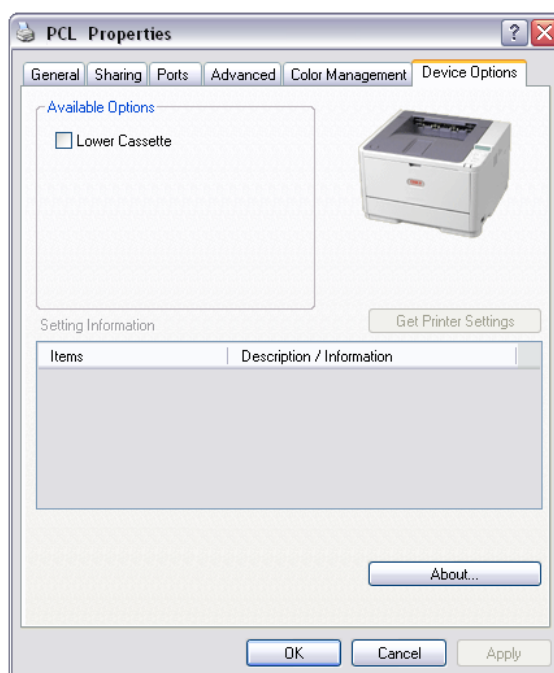 PCL Properties
General Sharing Ports Advanced Color Management Device Options
Available Options
Lower Cassette
Setting Information
Get Printer Settings
Items Description / Information
About...
OK Cancel Apply